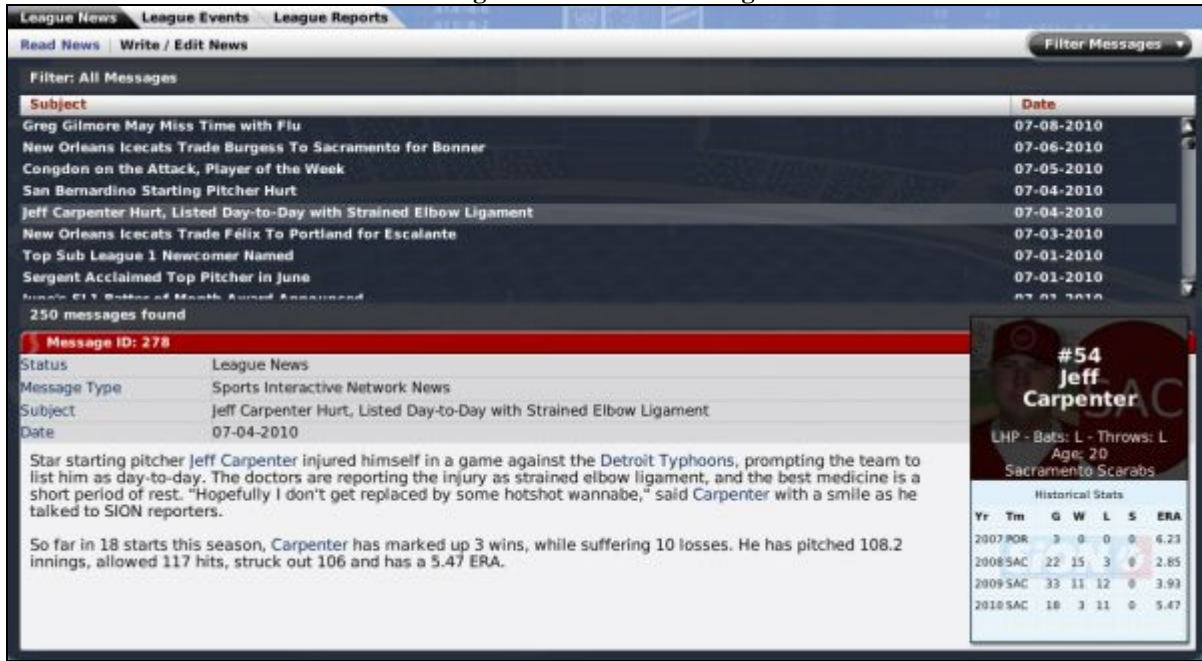 League News League Events League Reports
Read News | Write / Edit News Filter Messages
Filter: All Messages
Subject Date
Greg Gilmore May Miss Time with Flu 07-08-2010
New Orleans Icecats Trade Burgess To Sacramento for Bonner 07-06-2010
Congdon on the Attack, Player of the Week 07-05-2010
San Bernardino Starting Pitcher Hurt 07-04-2010
Jeff Carpenter Hurt, Listed Day-to-Day with Strained Elbow Ligament 07-04-2010
New Orleans Icecats Trade Félix To Portland for Escalante 07-03-2010
Top Sub League 1 Newcomer Named 07-01-2010
Sergent Acclaimed Top Pitcher in June 07-01-2010
June's SL1 Batter of Month Award Announced 07-01-2010
250 messages found
Message ID: 278
Status League News
Message Type Sports Interactive Network News
Subject Jeff Carpenter Hurt, Listed Day-to-Day with Strained Elbow Ligament
Date 07-04-2010
Star starting pitcher Jeff Carpenter injured himself in a game against the Detroit Typhoons, prompting the team to
list him as day-to-day. The doctors are reporting the injury as strained elbow ligament, and the best medicine is a
short period of rest. "Hopefully I don't get replaced by some hotshot wannabe," said Carpenter with a smile as he
talked to SION reporters.
So far in 18 starts this season, Carpenter has marked up 3 wins, while suffering 10 losses. He has pitched 108.2
innings, allowed 117 hits, struck out 106 and has a 5.47 ERA.
#54
Jeff
Carpenter
SAC
LHP - Bats: L - Throws: L
Age: 20
Sacramento Scarabs
Historical Stats
Yr Tm G W L S ERA
2007 POR 3 0 0 0 6.23
2008 SAC 22 15 3 0 2.85
2009 SAC 33 11 12 0 3.93
2010 SAC 18 3 11 0 5.47